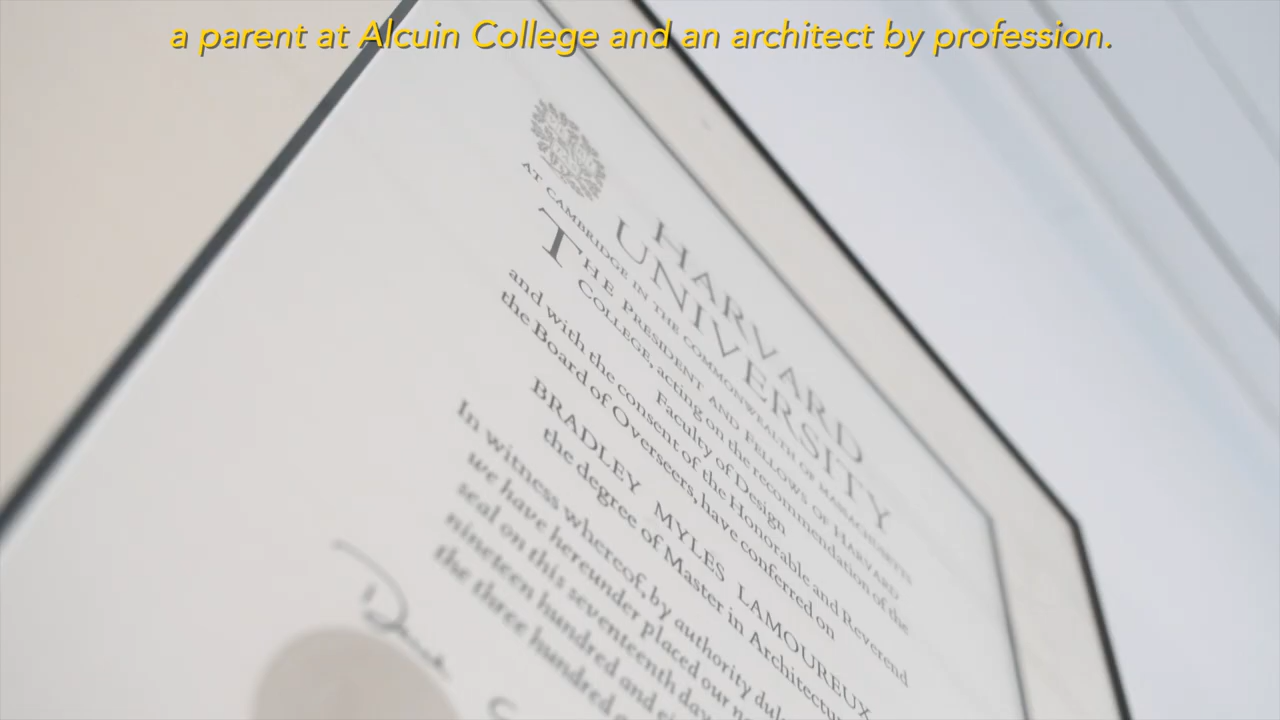 a parent at Alcuin College and an architect by profession.
HARVARD
UNIVERSITY
AT CAMBRIDGE IN THE COMMONWEALTH OF MASSACHUSETTS
THE PRESIDENT AND FELLOWS OF HARVARD
COLLEGE, acting on the recommendation of the
Faculty of Design
and with the consent of the Honorable and Reverend
the Board of Overseers, have conferred on
BRADLEY MYLES LAMOUREUX
the degree of Master in Architecture
In witness whereof, by authority
we have hereunder placed our
seal on this seventeenth day
nineteen hundred and
the three hundred